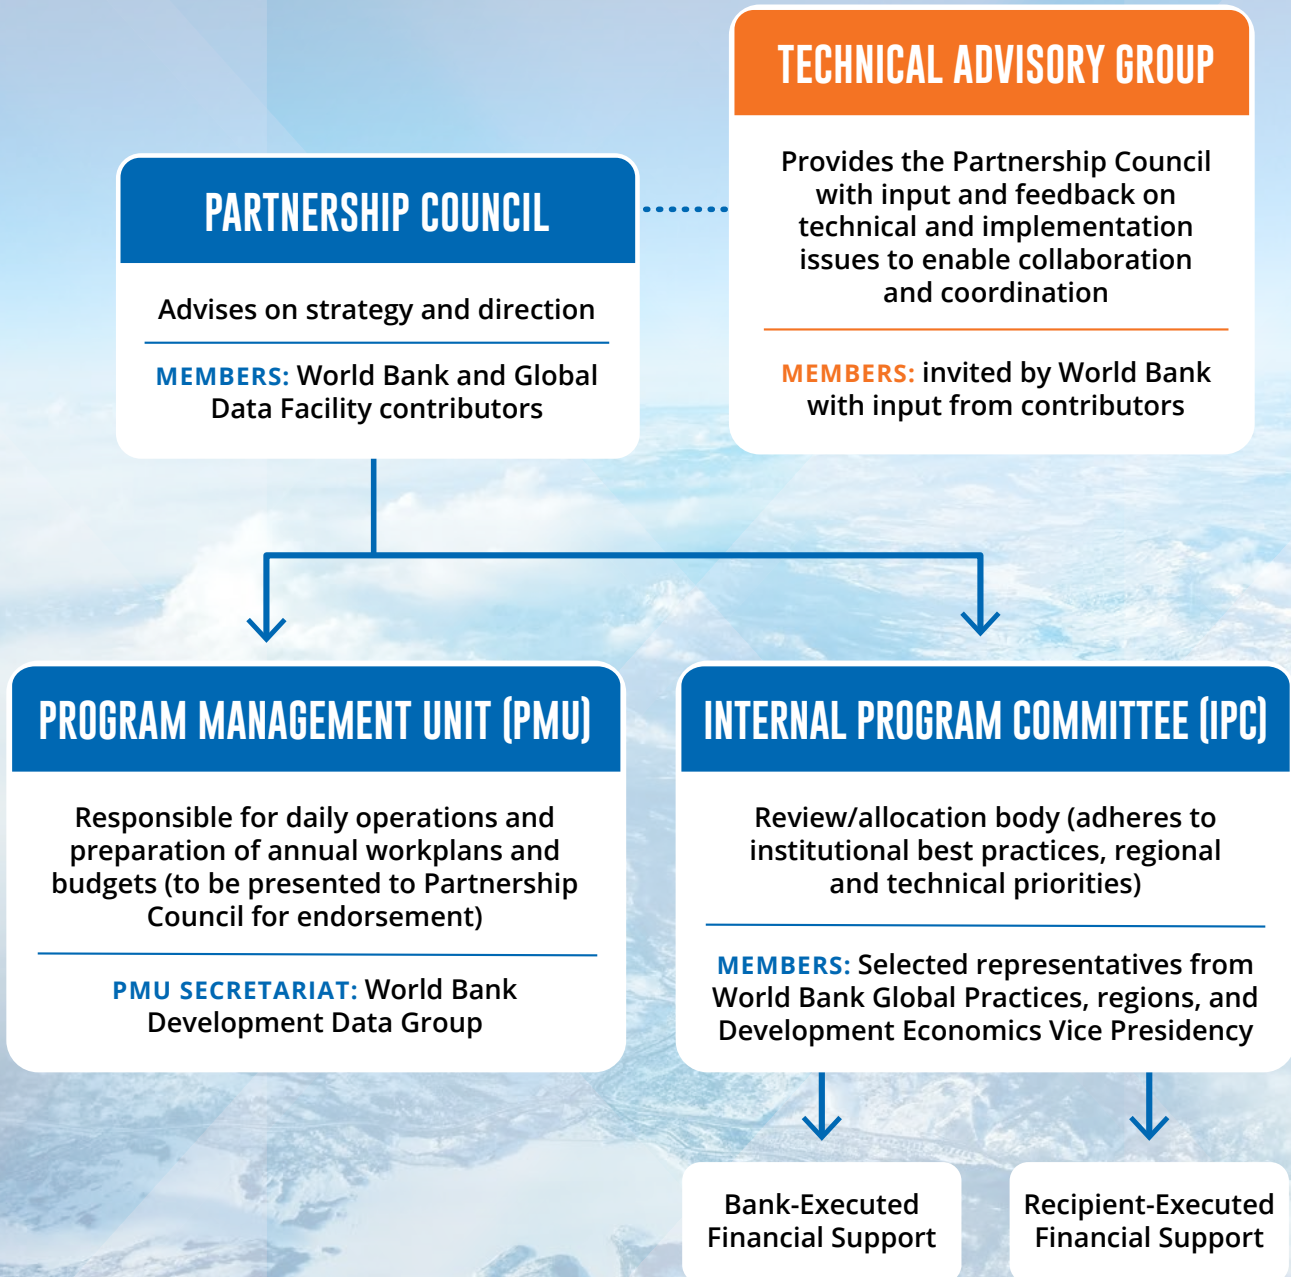 TECHNICAL ADVISORY GROUP
Provides the Partnership Council
with input and feedback on
technical and implementation
issues to enable collaboration
and coordination
MEMBERS: invited by World Bank
with input from contributors
PARTNERSHIP COUNCIL
Advises on strategy and direction
MEMBERS: World Bank and Global
Data Facility contributors
PROGRAM MANAGEMENT UNIT (PMU)
Responsible for daily operations and
preparation of annual workplans and
budgets (to be presented to Partnership
Council for endorsement)
PMU SECRETARIAT: World Bank
Development Data Group
INTERNAL PROGRAM COMMITTEE (IPC)
Review/allocation body (adheres to
institutional best practices, regional
and technical priorities)
MEMBERS: Selected representatives from
World Bank Global Practices, regions, and
Development Economics Vice Presidency
Bank-Executed
Financial Support
Recipient-Executed
Financial Support